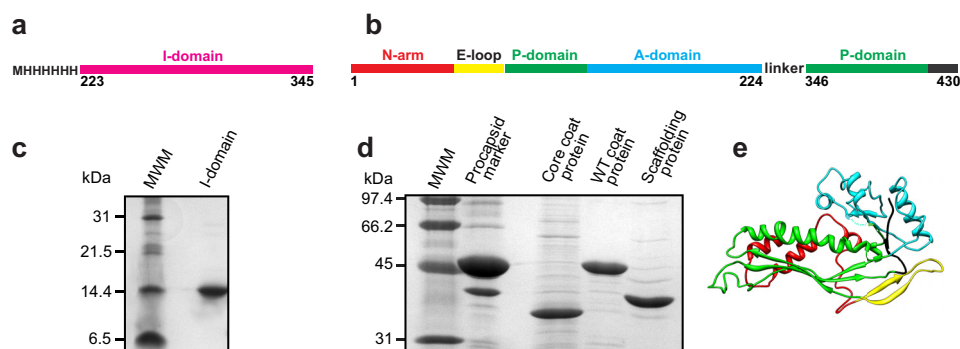 a
I-domain
MHHHHHH
223 345
b
N-arm E-loop P-domain A-domain P-domain
linker
1 224 346 430
c
MWM I-domain
kDa
31
21.5
14.4
6.5
d
MWM Procapsid marker Core coat protein WT coat protein Scaffolding protein
kDa
97.4
66.2
45
31
e